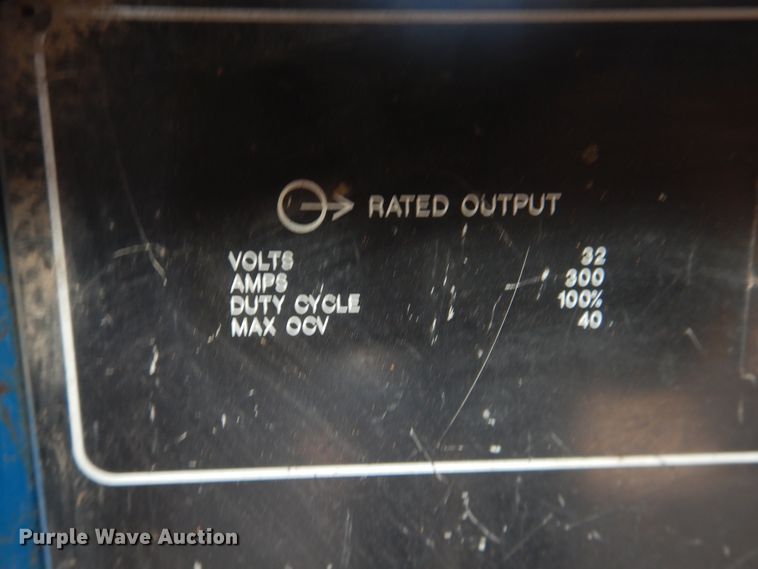 RATED OUTPUT
VOLTS 32
AMPS 300
DUTY CYCLE 100%
MAX OCV 40
Purple Wave Auction